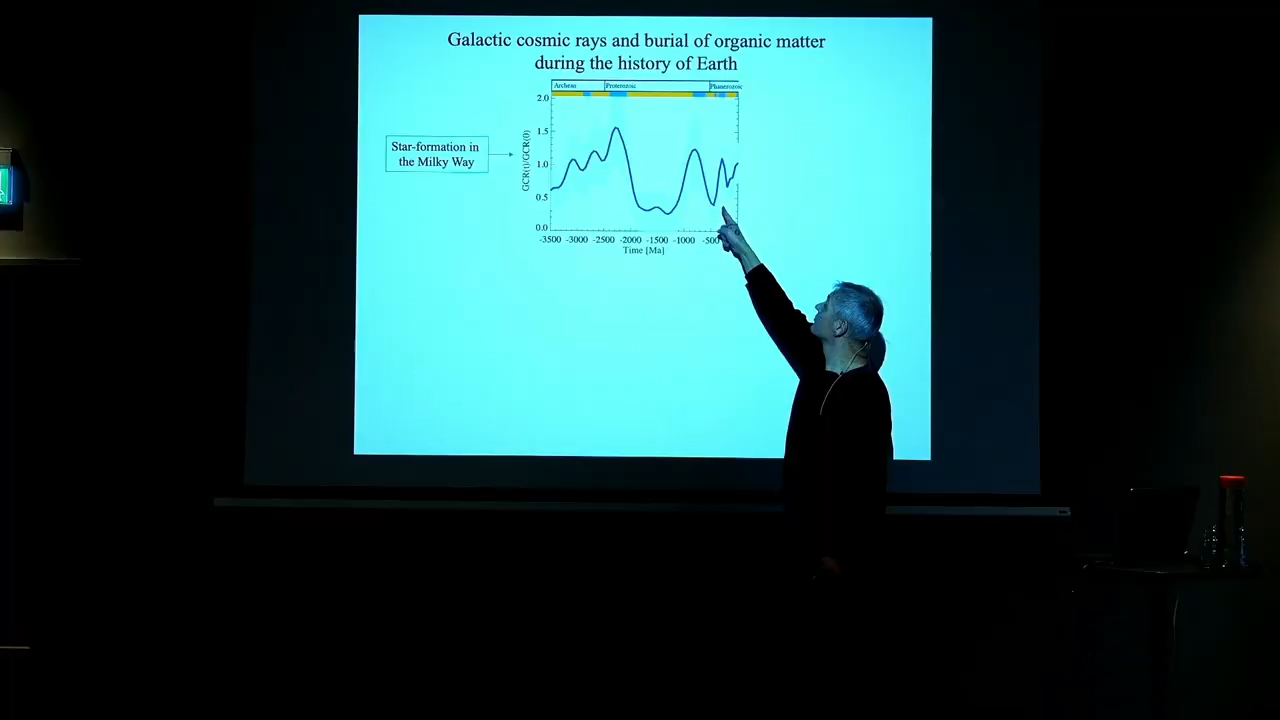 Galactic cosmic rays and burial of organic matter
during the history of Earth
Archean Proterozoic Phanerozoic
2.0
1.5
1.0
0.5
0.0
GCR(t)/GCR(0)
Star-formation in
the Milky Way
-3500 -3000 -2500 -2000 -1500 -1000 -500
Time [Ma]